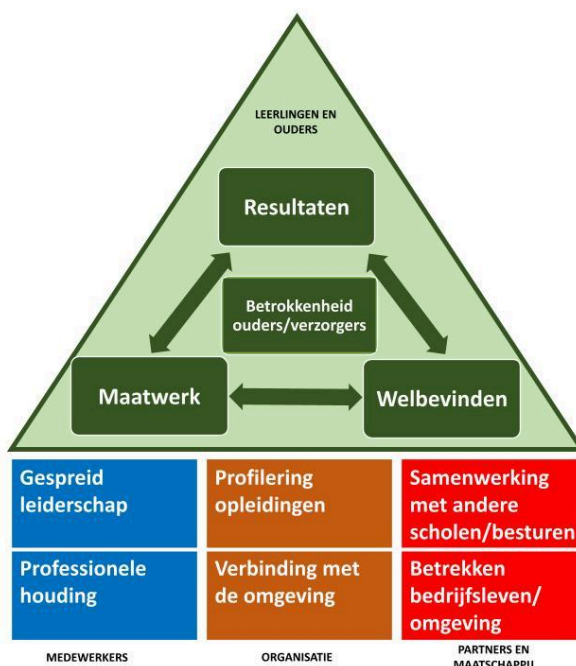 LEERLINGEN EN
OUDERS
Resultaten
Betrokkenheid
ouders/verzorgers
Maatwerk
Welbevinden
Gespreid
leiderschap
Profilering
opleidingen
Samenwerking
met andere
scholen/besturen
Professionele
houding
Verbinding met
de omgeving
Betrekken
bedrijfsleven/
omgeving
MEDEWERKERS
ORGANISATIE
PARTNERS EN
MAATSCHAPPIJ